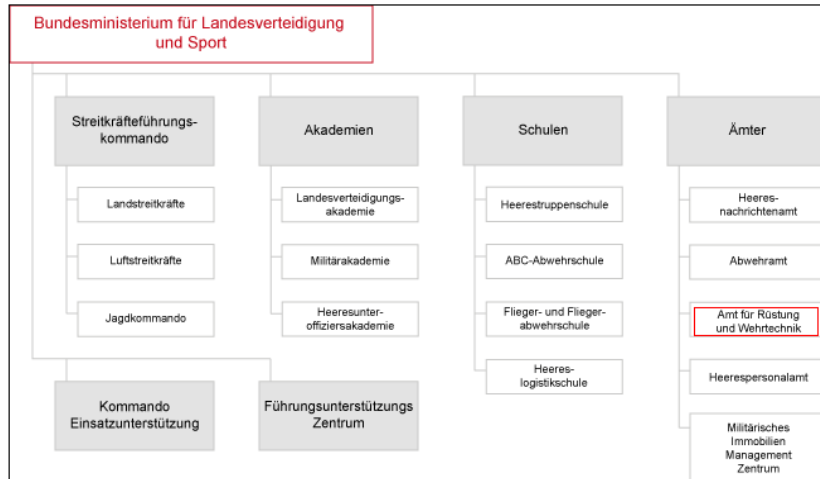 Bundesministerium für Landesverteidigung
und Sport
Streitkräfteführungs-
kommando
Akademien
Schulen
Ämter
Landstreitkräfte
Landesverteidigungs-
akademie
Heerestruppenschule
Heeres-
nachrichtenamt
Luftstreitkräfte
Militärakademie
ABC-Abwehrschule
Abwehramt
Jagdkommando
Heeresunter-
offiziersakademie
Flieger- und Flieger-
abwehrschule
Amt für Rüstung
und Wehrtechnik
Heeres-
logistikschule
Heerespersonalamt
Kommando
Einsatzunterstützung
Führungsunterstützungs
Zentrum
Militärisches
Immobilien
Management
Zentrum